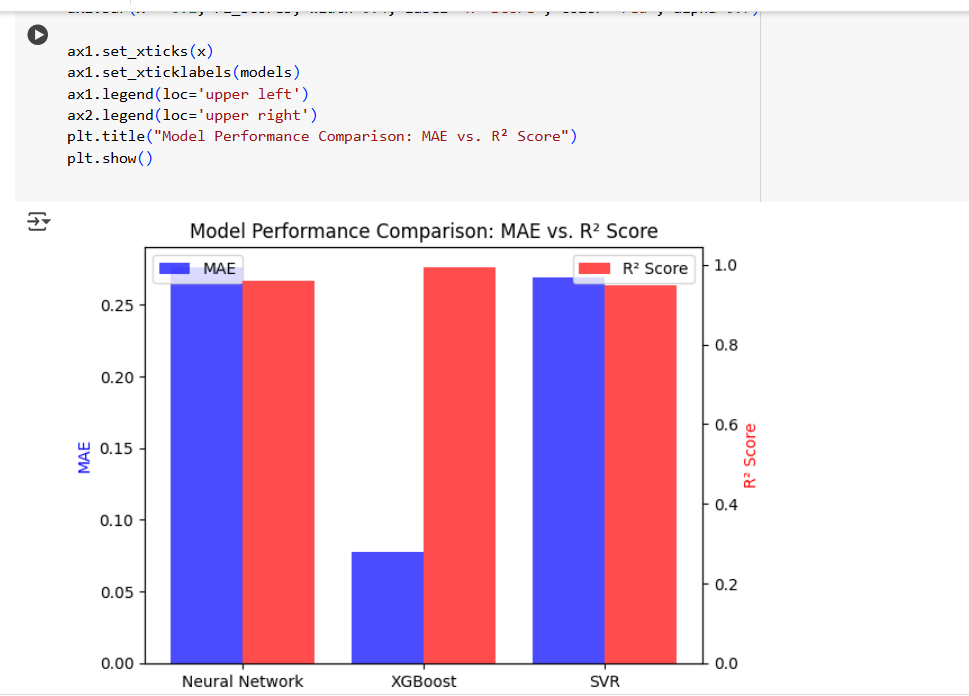 ax1.set_xticks(x)
ax1.set_xticklabels(models)
ax1.legend(loc='upper left')
ax2.legend(loc='upper right')
plt.title("Model Performance Comparison: MAE vs. R² Score")
plt.show()
Model Performance Comparison: MAE vs. R² Score
MAE
R² Score
1.0
0.25
0.8
0.20
0.6
0.15
MAE
R² Score
0.4
0.10
0.2
0.05
0.00
0.0
Neural Network XGBoost SVR